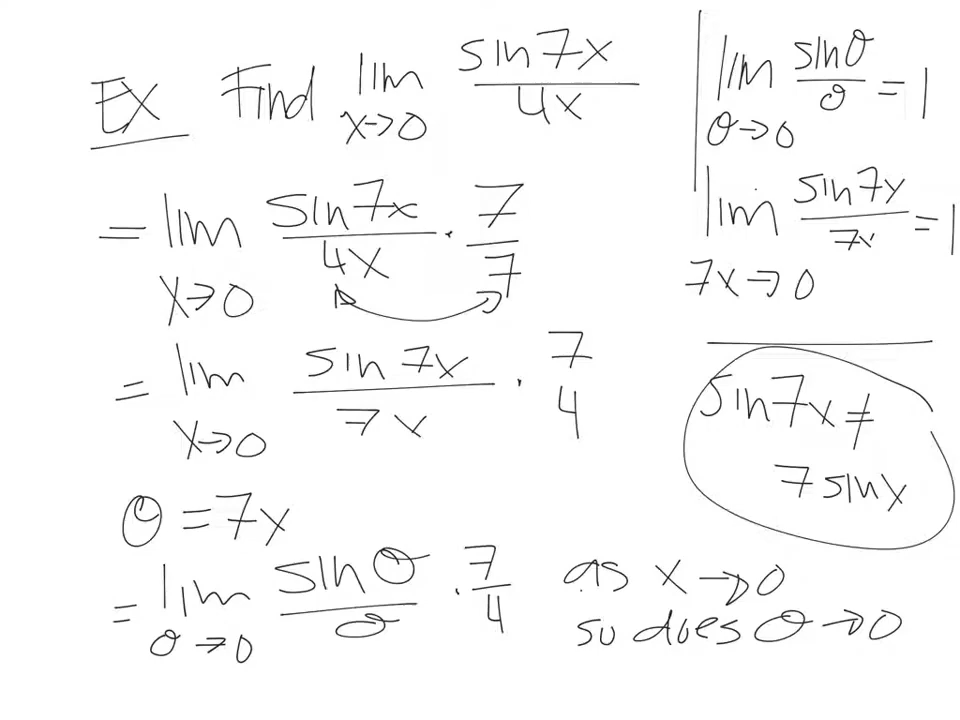 EX Find lim x→0 sin7x/4x
= lim x→0 sin7x/4x · 7/7
= lim x→0 sin7x/7x · 7/4
θ = 7x
= lim θ→0 sinθ/θ · 7/4
as x→0
so does θ→0
lim θ→0 sinθ/θ = 1
lim 7x→0 sin7x/7x = 1
sin7x ≠
7sinx